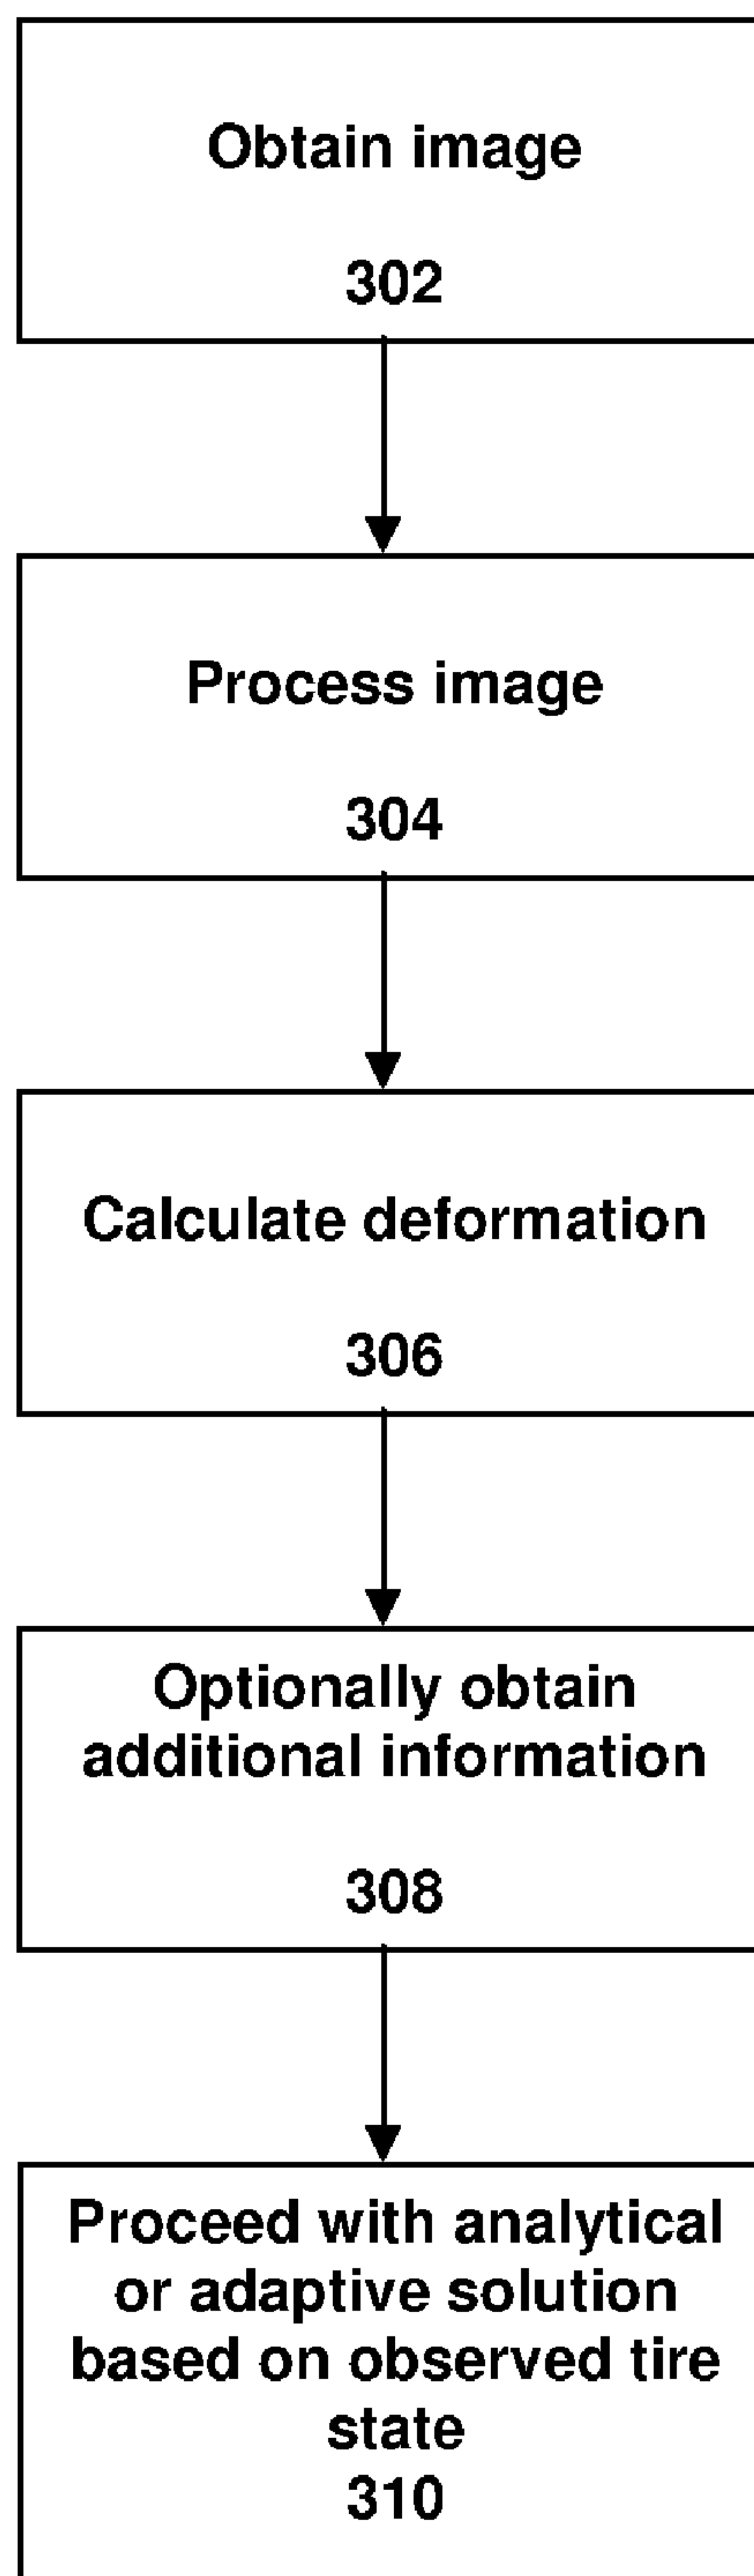 Obtain image
302
Process image
304
Calculate deformation
306
Optionally obtain
additional information
308
Proceed with analytical
or adaptive solution
based on observed tire
state
310